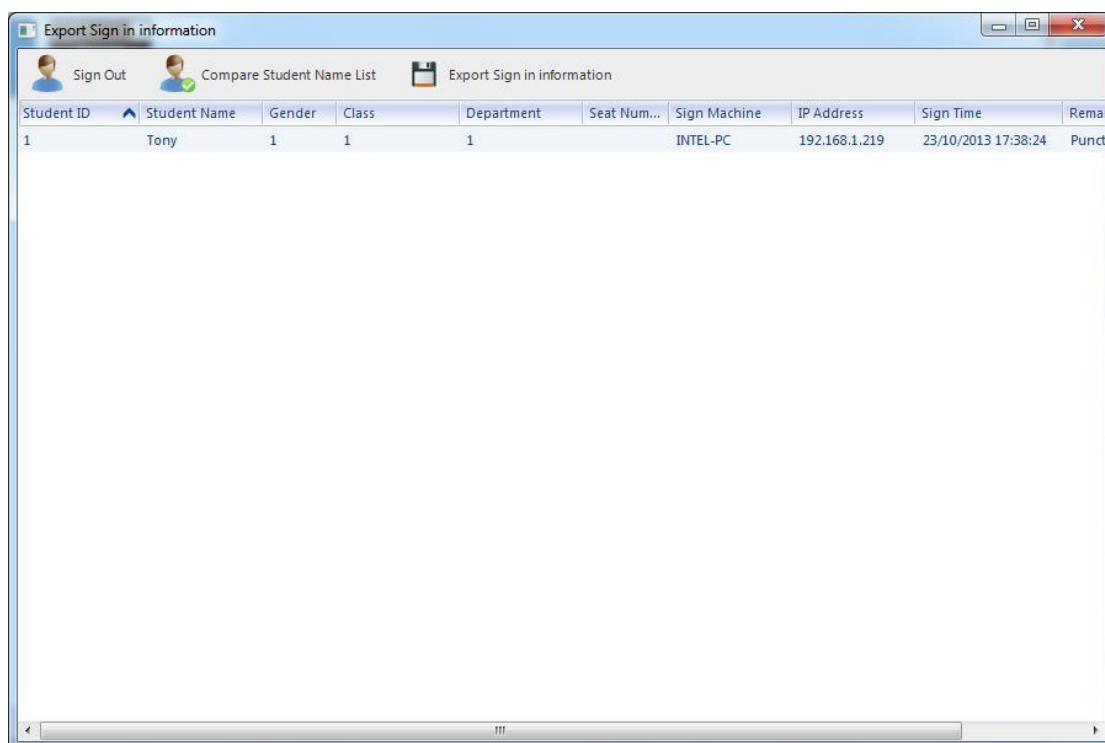 Export Sign in information
Sign Out Compare Student Name List Export Sign in information
Student ID Student Name Gender Class Department Seat Num... Sign Machine IP Address Sign Time Rema
1 Tony 1 1 1 INTEL-PC 192.168.1.219 23/10/2013 17:38:24 Punct